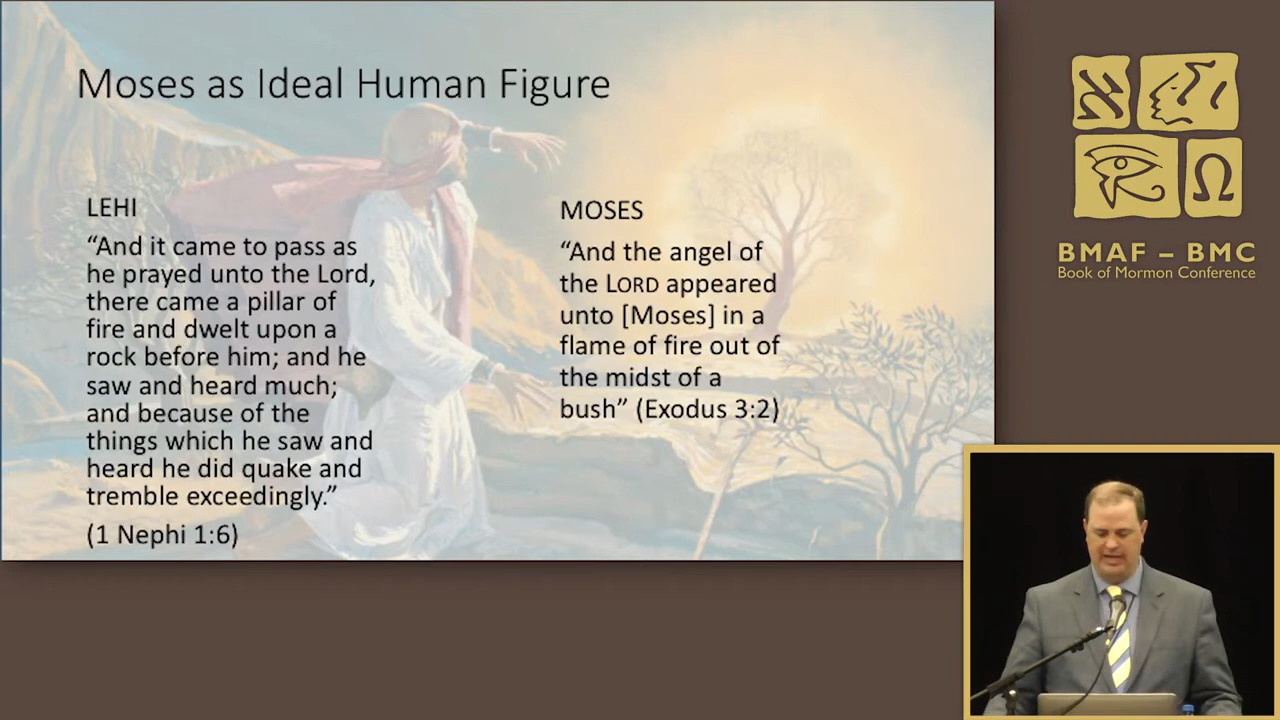 Moses as Ideal Human Figure
LEHI
“And it came to pass as
he prayed unto the Lord,
there came a pillar of
fire and dwelt upon a
rock before him; and he
saw and heard much;
and because of the
things which he saw and
heard he did quake and
tremble exceedingly.”
(1 Nephi 1:6)
MOSES
“And the angel of
the LORD appeared
unto [Moses] in a
flame of fire out of
the midst of a
bush” (Exodus 3:2)
א
Ω
BMAF – BMC
Book of Mormon Conference